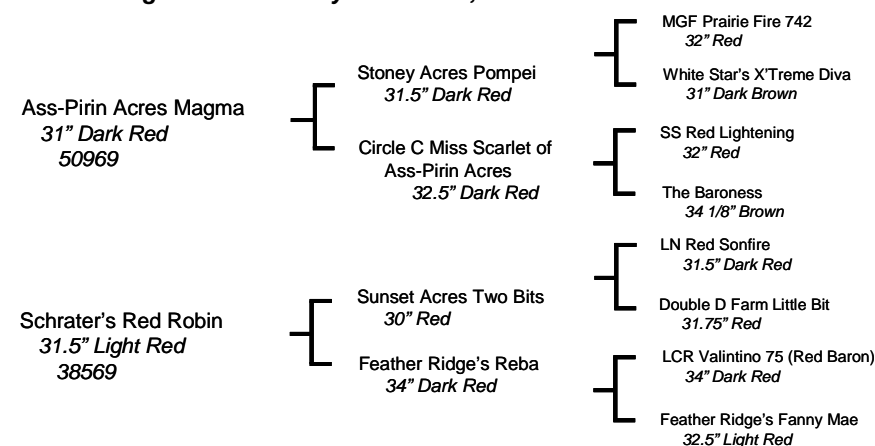 MGF Prairie Fire 742
32” Red
Stoney Acres Pompei
31.5” Dark Red
White Star's X'Treme Diva
31” Dark Brown
Ass-Pirin Acres Magma
31” Dark Red
50969
SS Red Lightening
32” Red
Circle C Miss Scarlet of
Ass-Pirin Acres
32.5” Dark Red
The Baroness
34 1/8” Brown
LN Red Sonfire
31.5” Dark Red
Sunset Acres Two Bits
30” Red
Double D Farm Little Bit
31.75” Red
Schrater's Red Robin
31.5” Light Red
38569
LCR Valintino 75 (Red Baron)
34” Dark Red
Feather Ridge's Reba
34” Dark Red
Feather Ridge's Fanny Mae
32.5” Light Red